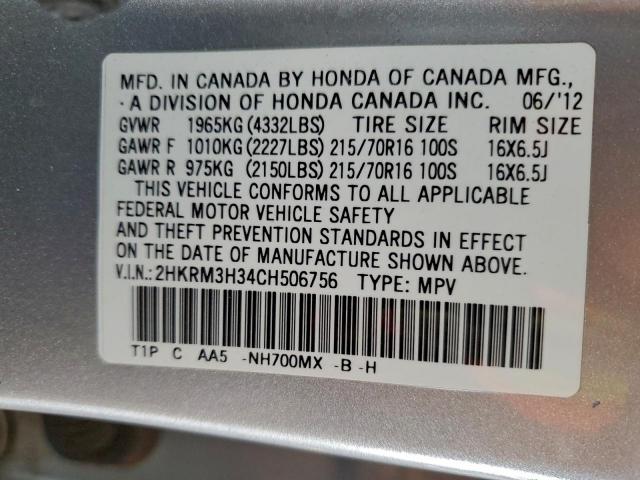 MFD. IN CANADA BY HONDA OF CANADA MFG.,
·A DIVISION OF HONDA CANADA INC. 06/'12
GVWR 1965KG (4332LBS) TIRE SIZE RIM SIZE
GAWR F 1010KG (2227LBS) 215/70R16 100S 16X6.5J
GAWR R 975KG (2150LBS) 215/70R16 100S 16X6.5J
THIS VEHICLE CONFORMS TO ALL APPLICABLE
FEDERAL MOTOR VEHICLE SAFETY
AND THEFT PREVENTION STANDARDS IN EFFECT
ON THE DATE OF MANUFACTURE SHOWN ABOVE.
V.I.N.:2HKRM3H34CH506756 TYPE: MPV
T1P C AA5 -NH700MX -B -H